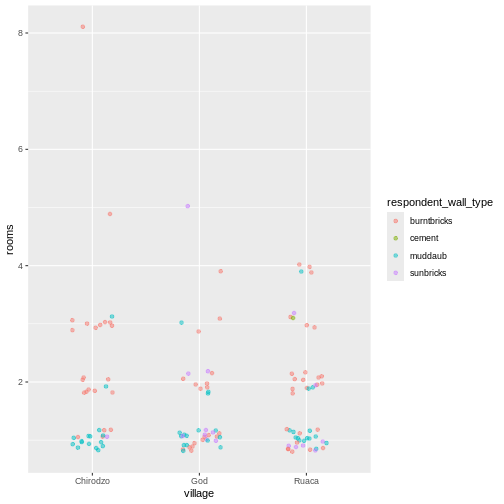 8
6
4
2
rooms
Chirodzo
God
Ruaca
village
respondent_wall_type
burntbricks
cement
muddaub
sunbricks